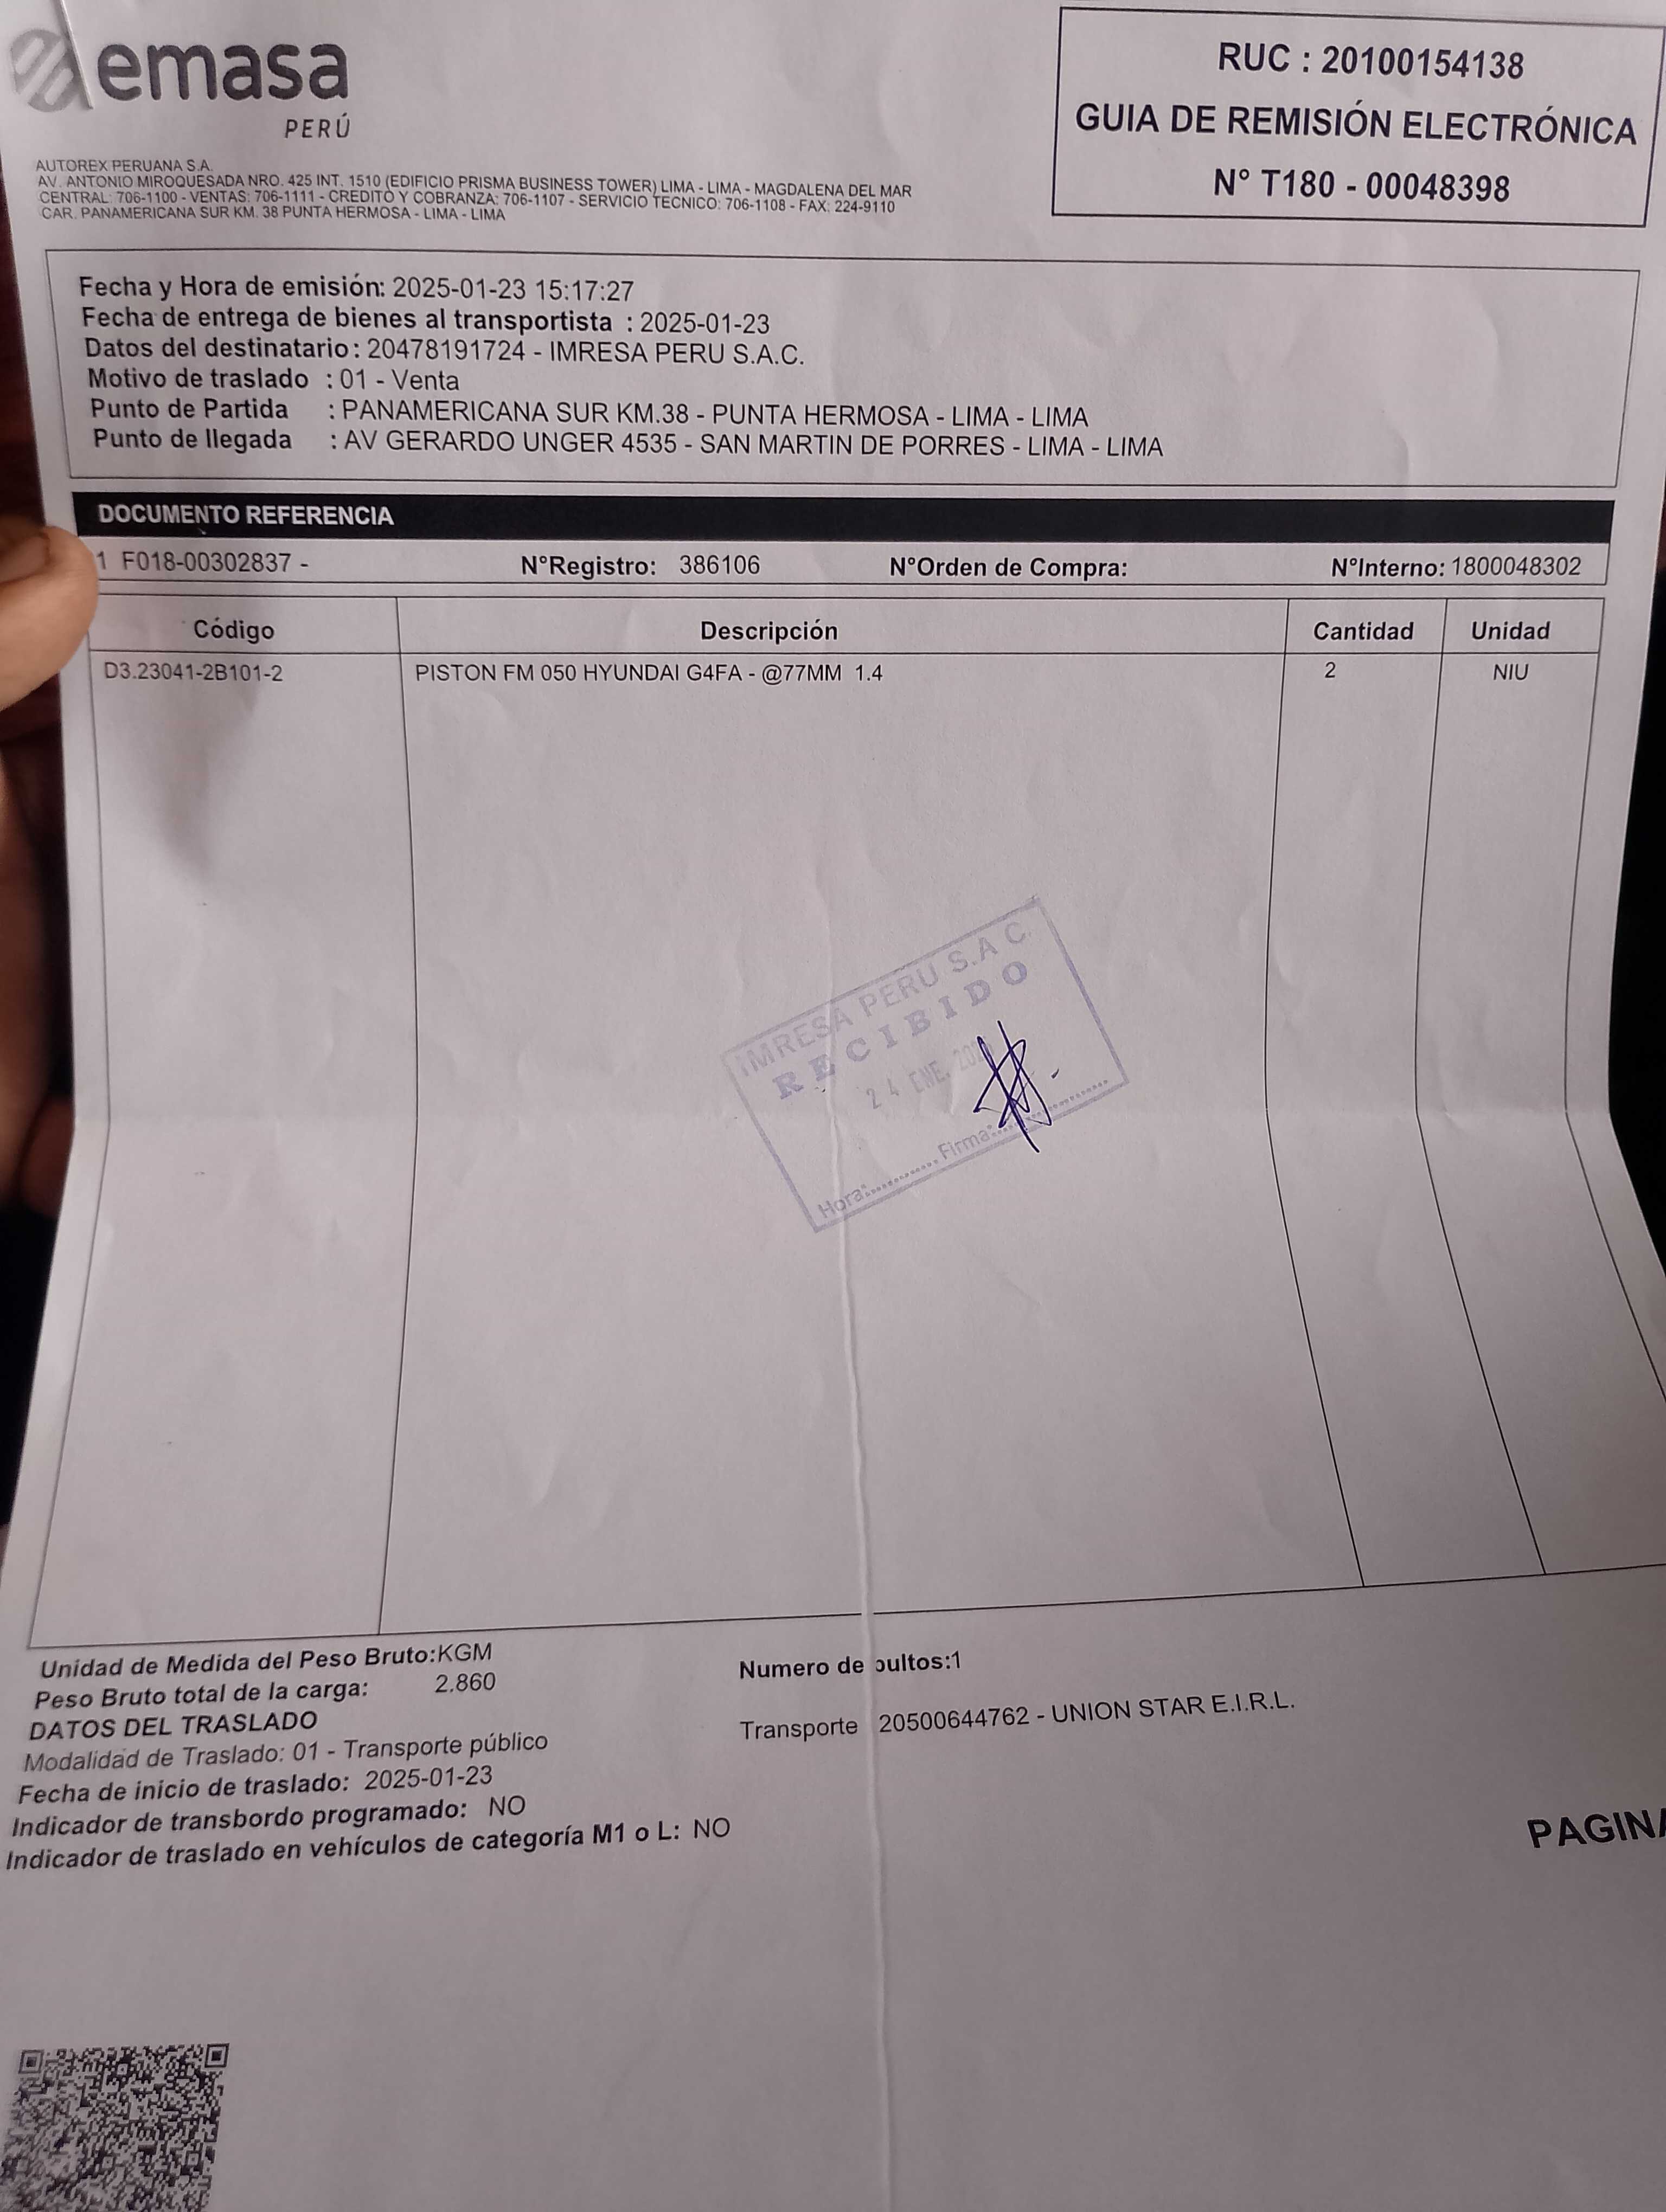 emasa
PERÚ
RUC : 20100154138
GUIA DE REMISIÓN ELECTRÓNICA
N° T180 - 00048398
AUTOREX PERUANA S.A.
AV. ANTONIO MIROQUESADA NRO. 425 INT. 1510 (EDIFICIO PRISMA BUSINESS TOWER) LIMA - LIMA - MAGDALENA DEL MAR
CENTRAL: 706-1100 - VENTAS: 706-1111 - CREDITO Y COBRANZA: 706-1107 - SERVICIO TECNICO: 706-1108 - FAX: 224-9110
CAR. PANAMERICANA SUR KM. 38 PUNTA HERMOSA - LIMA - LIMA
Fecha y Hora de emisión: 2025-01-23 15:17:27
Fecha de entrega de bienes al transportista : 2025-01-23
Datos del destinatario : 20478191724 - IMRESA PERU S.A.C.
Motivo de traslado : 01 - Venta
Punto de Partida : PANAMERICANA SUR KM.38 - PUNTA HERMOSA - LIMA - LIMA
Punto de llegada : AV GERARDO UNGER 4535 - SAN MARTIN DE PORRES - LIMA - LIMA
DOCUMENTO REFERENCIA
1 F018-00302837 - N°Registro: 386106 N°Orden de Compra: N°Interno: 1800048302
Código Descripción Cantidad Unidad
D3.23041-2B101-2 PISTON FM 050 HYUNDAI G4FA - @77MM 1.4 2 NIU
IMRESA PERU S.A C.
RECIBIDO
24 ENE.
Hora:............ Firma:............
Unidad de Medida del Peso Bruto:KGM Numero de bultos:1
Peso Bruto total de la carga: 2.860
DATOS DEL TRASLADO Transporte 20500644762 - UNION STAR E.I.R.L.
Modalidad de Traslado: 01 - Transporte público
Fecha de inicio de traslado: 2025-01-23
Indicador de transbordo programado: NO
Indicador de traslado en vehículos de categoría M1 o L: NO
PAGINA